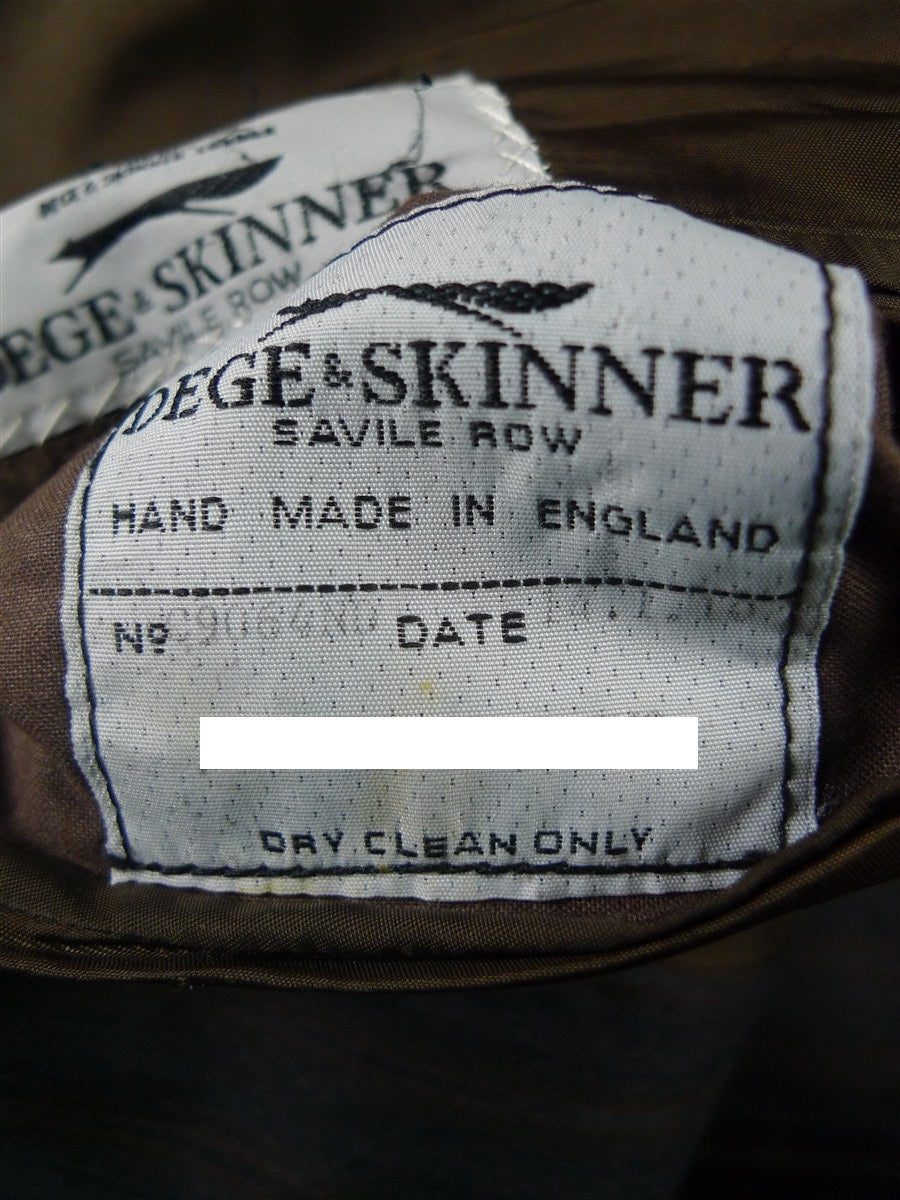 DEGE & SKINNER
SAVILE ROW
DEGE & SKINNER
SAVILE ROW
HAND MADE IN ENGLAND
Nº DATE
DRY CLEAN ONLY